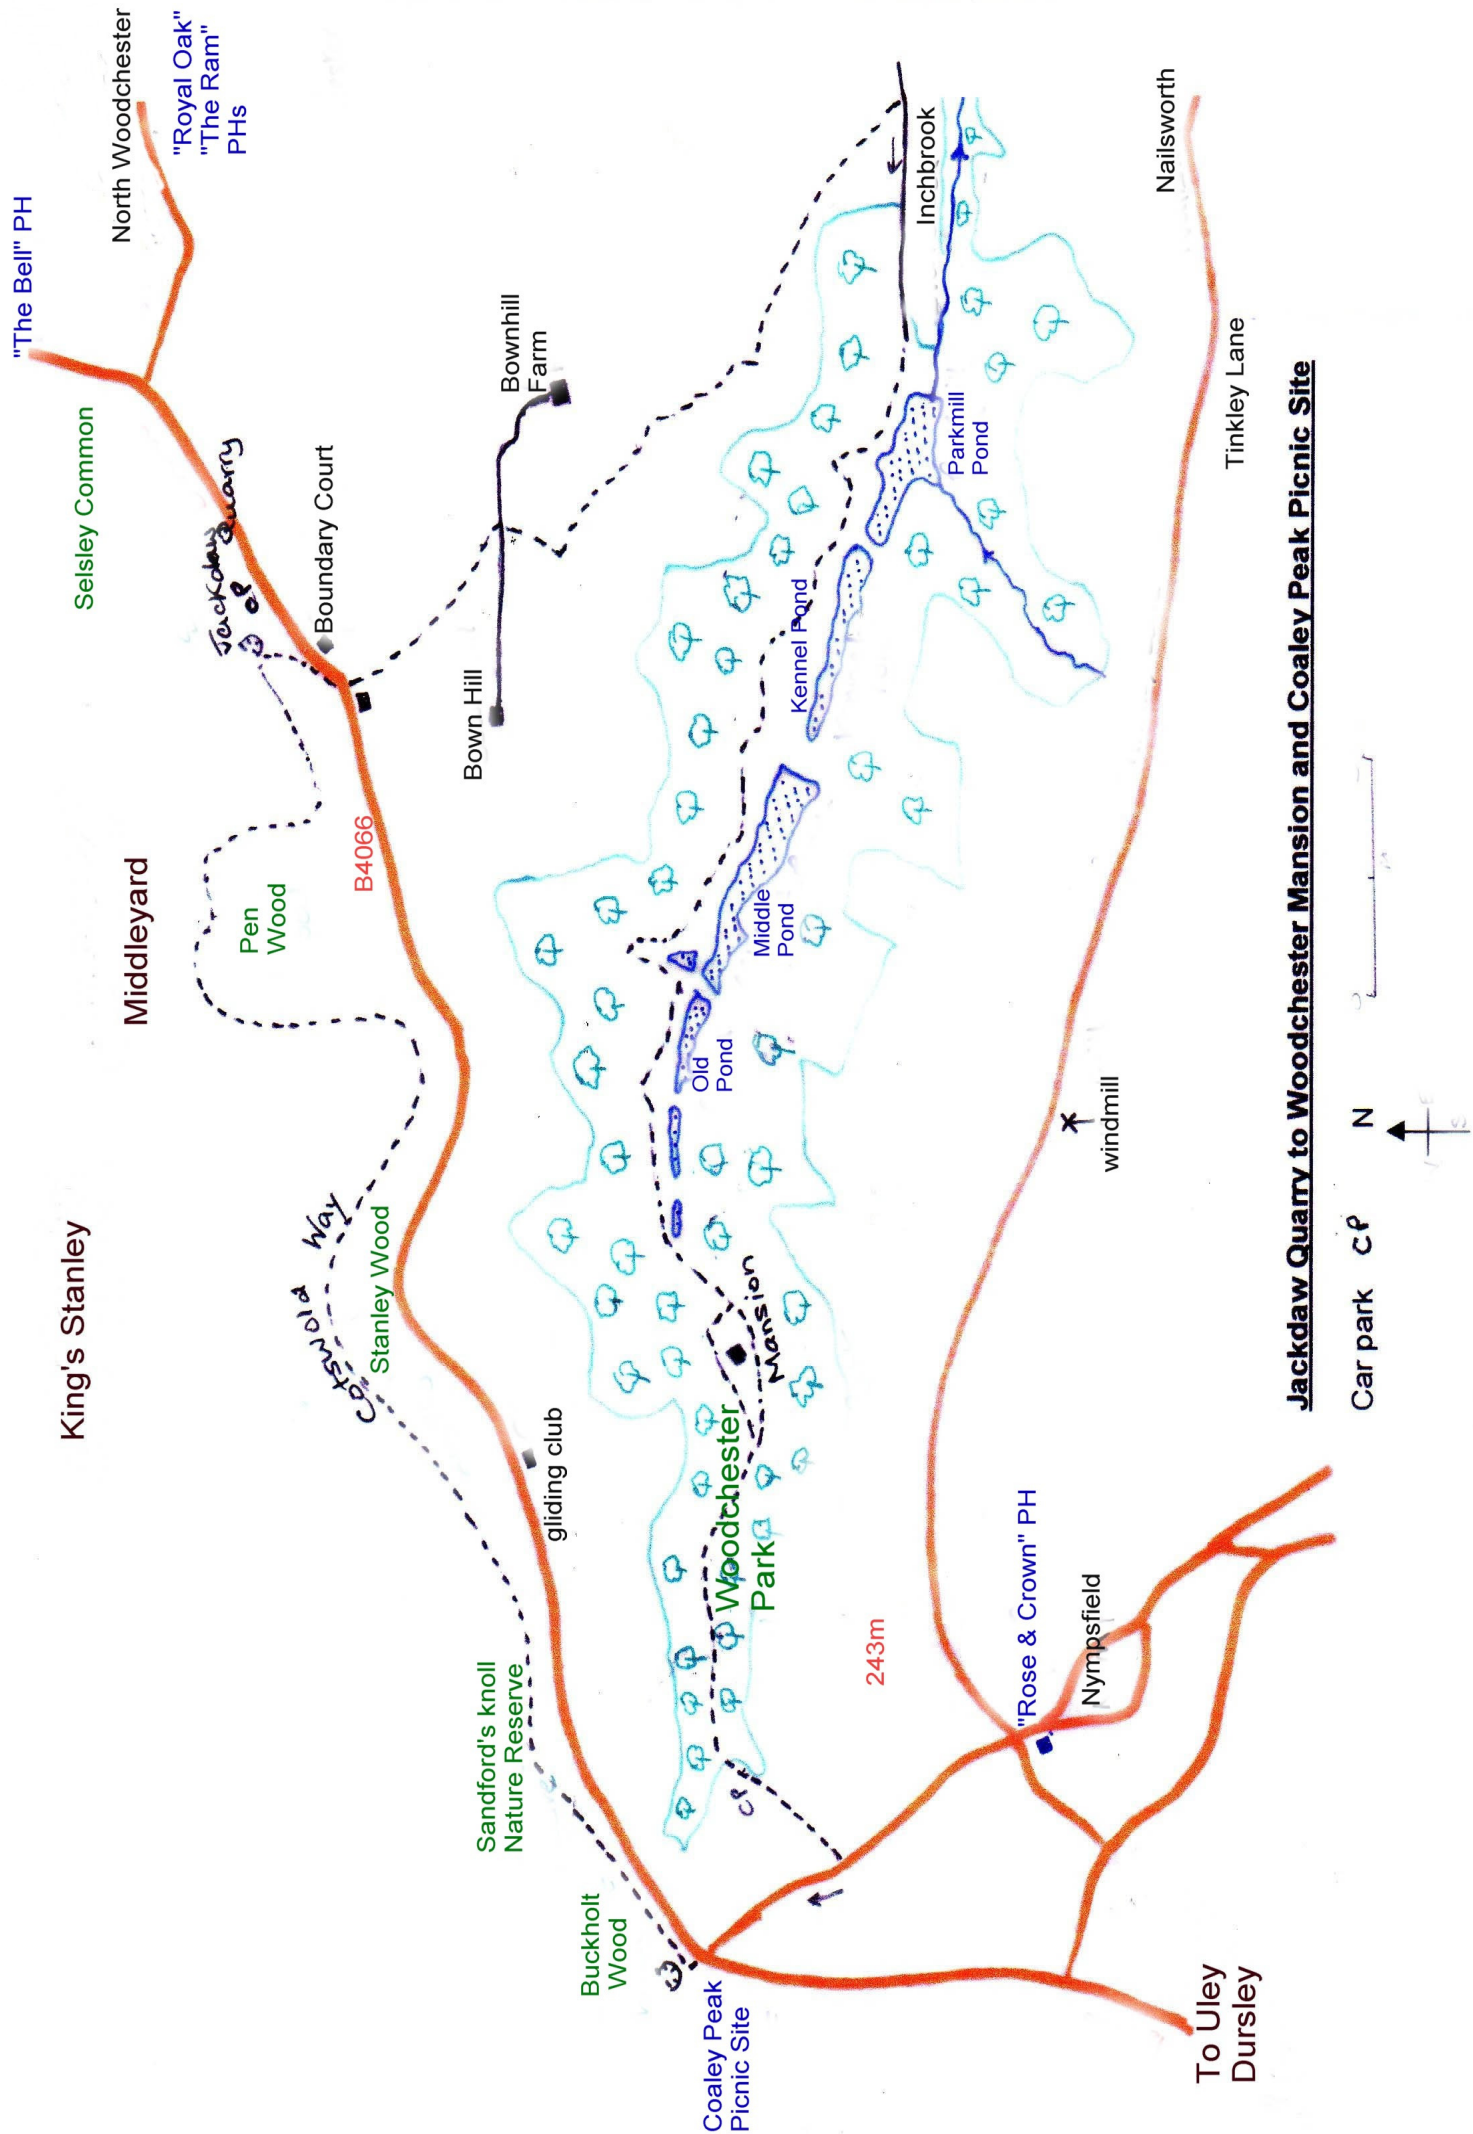 "The Bell" PH
North Woodchester
"Royal Oak"
"The Ram"
PHs
Selsley Common
Jackdaw
Quarry
CP
Boundary Court
Middleyard
Pen
Wood
B4066
Bown Hill
Bownhill
Farm
King's Stanley
Cotswold Way
Stanley Wood
gliding club
Sandford's knoll
Nature Reserve
Buckholt
Wood
Coaley Peak
Picnic Site
CP
Woodchester
Park
Mansion
Old
Pond
Middle
Pond
Kennel Pond
Parkmill
Pond
Inchbrook
Nailsworth
Tinkley Lane
windmill
243m
"Rose & Crown" PH
Nympsfield
To Uley
Dursley
Jackdaw Quarry to Woodchester Mansion and Coaley Peak Picnic Site
Car park CP
N
E
S